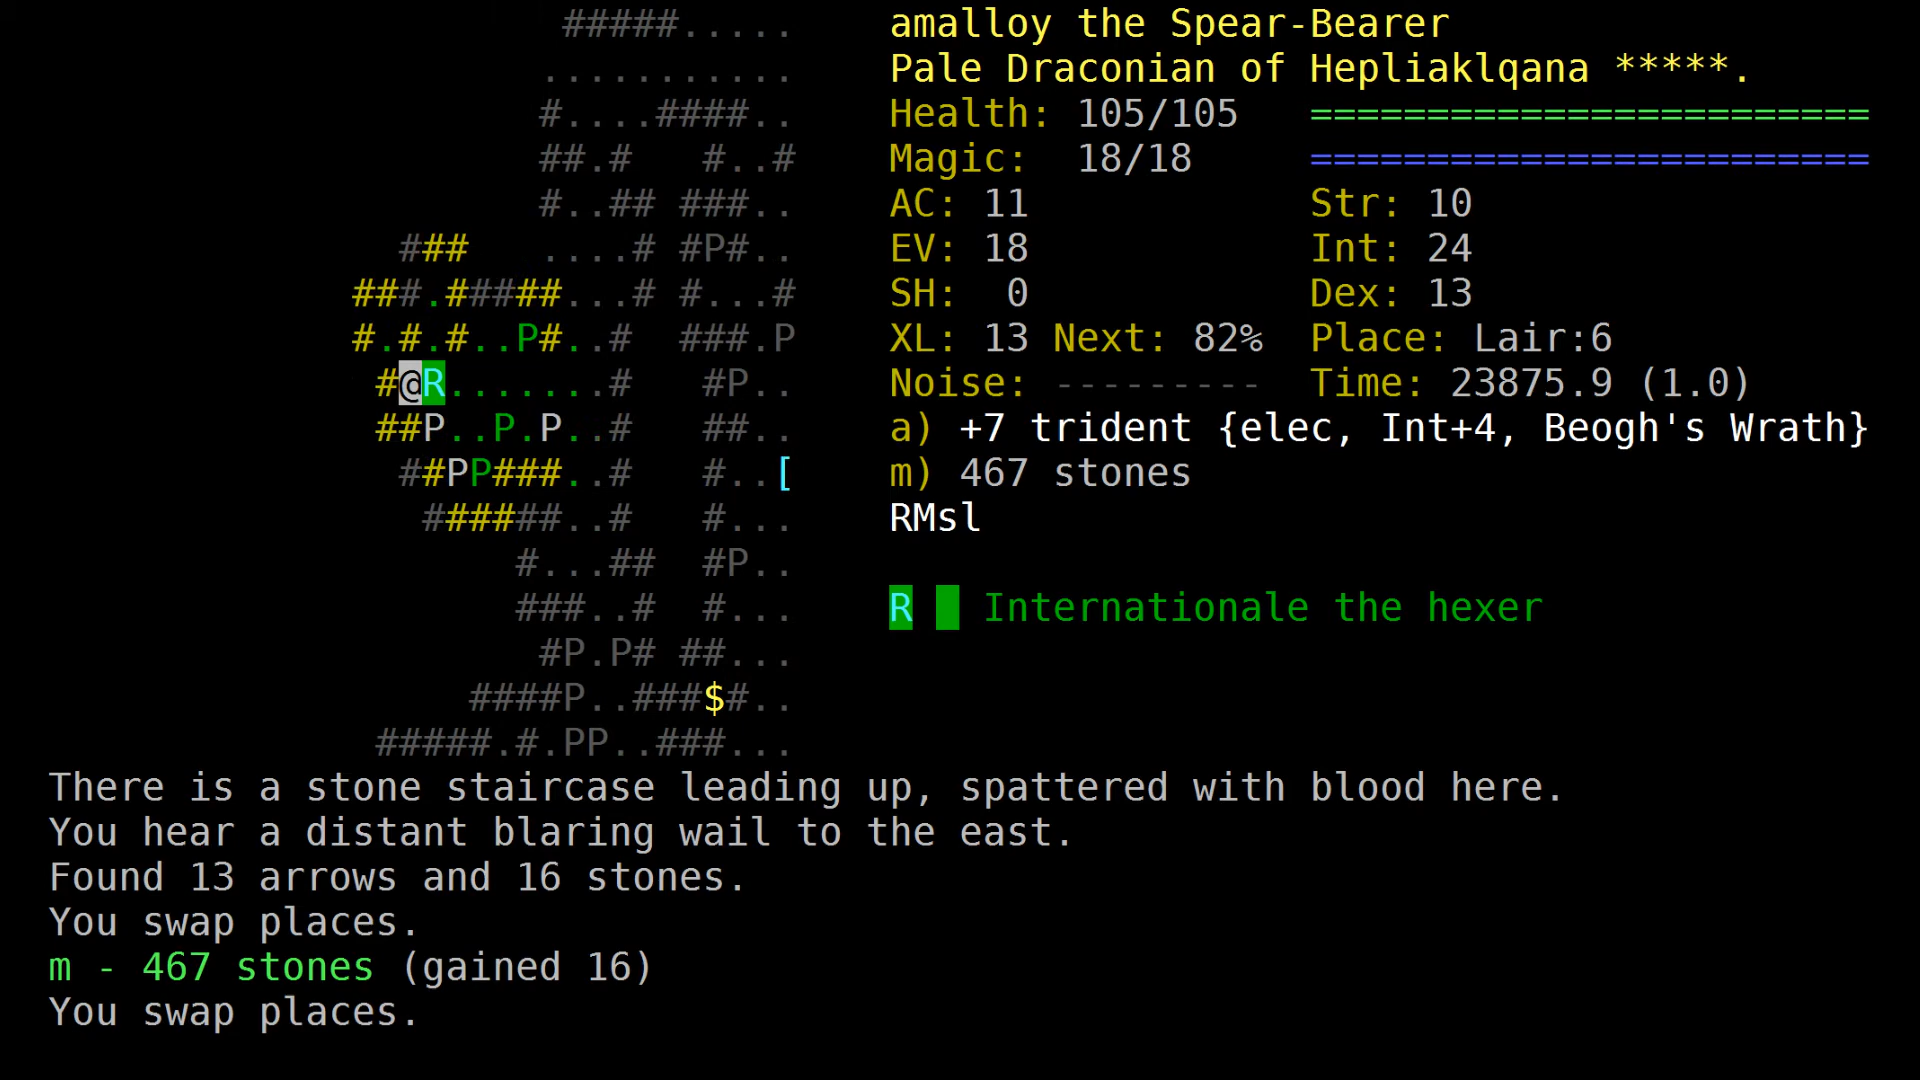 #####.....
...........
#....####..
##.# #..#
#..## ###..
### ....# #P#..
###.#####...# #...#
#.#.#..P#..# ###.P
#@R.......# #P..
##P..P.P..# ##..
##PP###..# #..[
######..# #...
#...## #P..
###..# #...
#P.P# ##...
####P..###$#..
#####.#.PP..###...
amalloy the Spear-Bearer
Pale Draconian of Hepliaklqana *****.
Health: 105/105 ========================
Magic: 18/18 ========================
AC: 11 Str: 10
EV: 18 Int: 24
SH: 0 Dex: 13
XL: 13 Next: 82% Place: Lair:6
Noise: --------- Time: 23875.9 (1.0)
a) +7 trident {elec, Int+4, Beogh's Wrath}
m) 467 stones
RMsl
R Internationale the hexer
There is a stone staircase leading up, spattered with blood here.
You hear a distant blaring wail to the east.
Found 13 arrows and 16 stones.
You swap places.
m - 467 stones (gained 16)
You swap places.